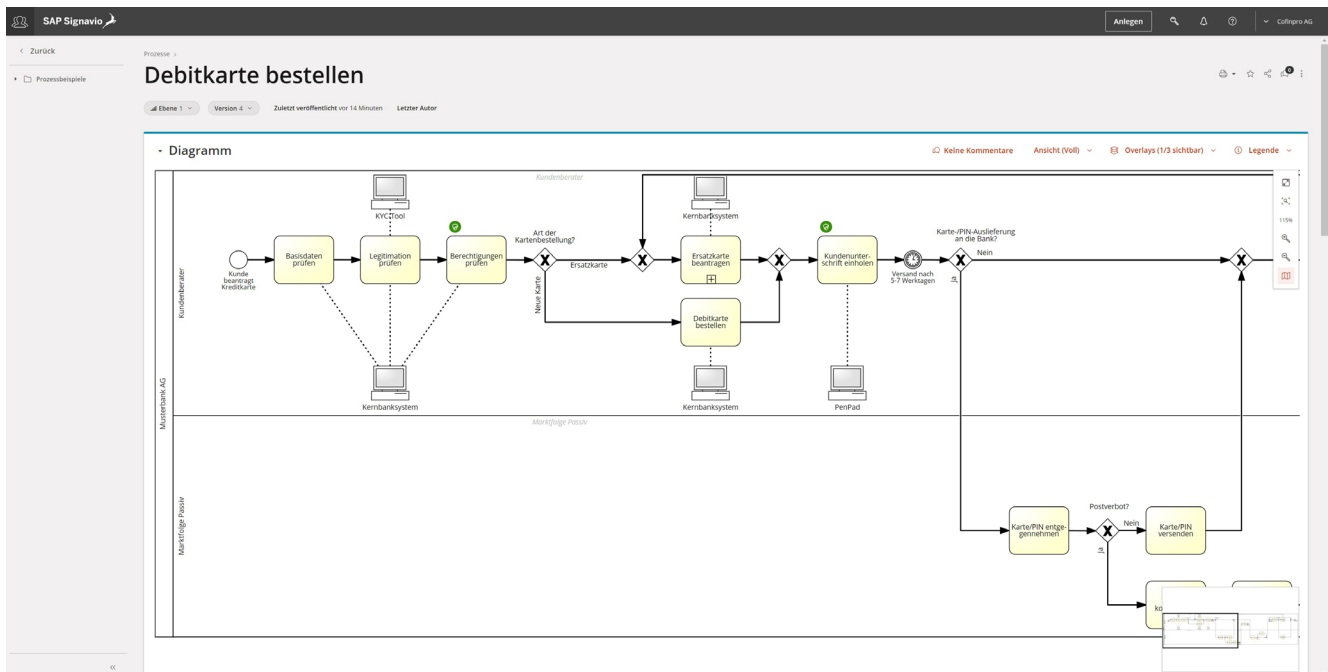 SAP Signavio
Anlegen
Cofinpro AG
Zurück
Prozessbeispiele
Prozesse
Debitkarte bestellen
0
Ebene 1
Version 4
Zuletzt veröffentlicht vor 14 Minuten
Letzter Autor
Diagramm
Keine Kommentare
Ansicht (Voll)
Overlays (1/3 sichtbar)
Legende
115%
Musterbank AG
Kundenberater
Kundenberater
KYC-Tool
Kernbanksystem
Kunde
beantragt
Kreditkarte
Basisdaten
prüfen
Legitimation
prüfen
Berechtigungen
prüfen
Art der
Kartenbestellung?
Ersatzkarte
Neue Karte
Ersatzkarte
beantragen
Debitkarte
bestellen
Kundenunter-
schrift einholen
Versand nach
5-7 Werktagen
Karte-/PIN-Auslieferung
an die Bank?
Nein
Ja
Kernbanksystem
Kernbanksystem
PenPad
Marktfolge Passiv
Marktfolge Passiv
Karte/PIN entge-
gennehmen
Postverbot?
Nein
Ja
Karte/PIN
versenden
ko